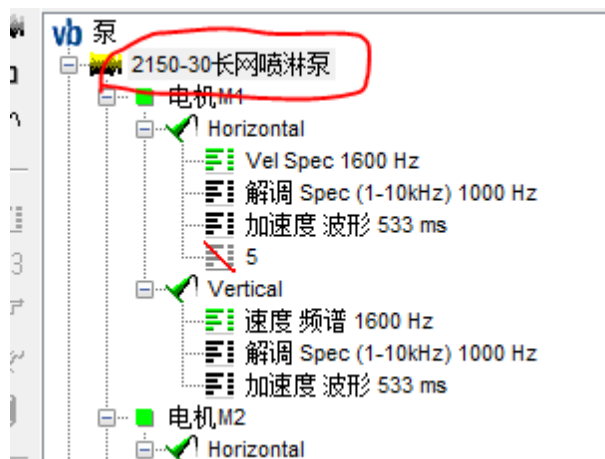 vb 泵
2150-30长网喷淋泵
电机M1
Horizontal
Vel Spec 1600 Hz
解调 Spec (1-10kHz) 1000 Hz
加速度 波形 533 ms
5
Vertical
速度 频谱 1600 Hz
解调 Spec (1-10kHz) 1000 Hz
加速度 波形 533 ms
电机M2
Horizontal